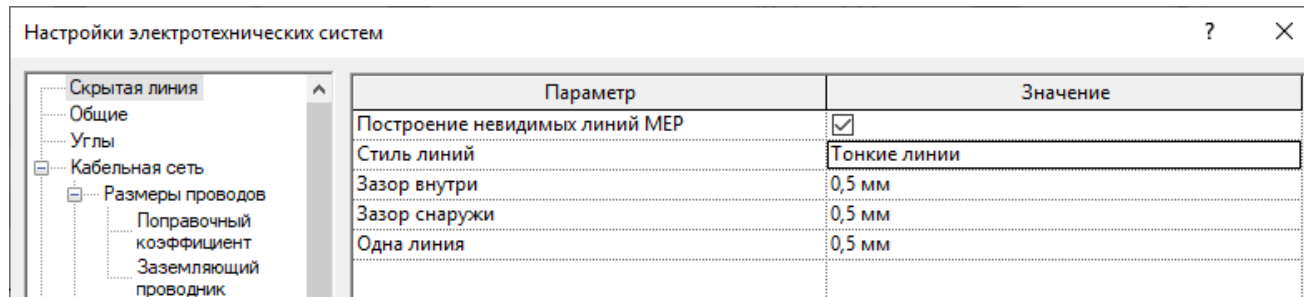 Настройки электротехнических систем ?
Скрытая линия
Общие
Углы
Кабельная сеть
Размеры проводов
Поправочный
коэффициент
Заземляющий
проводник
Параметр Значение
Построение невидимых линий MEP
Стиль линий Тонкие линии
Зазор внутри 0,5 мм
Зазор снаружи 0,5 мм
Одна линия 0,5 мм